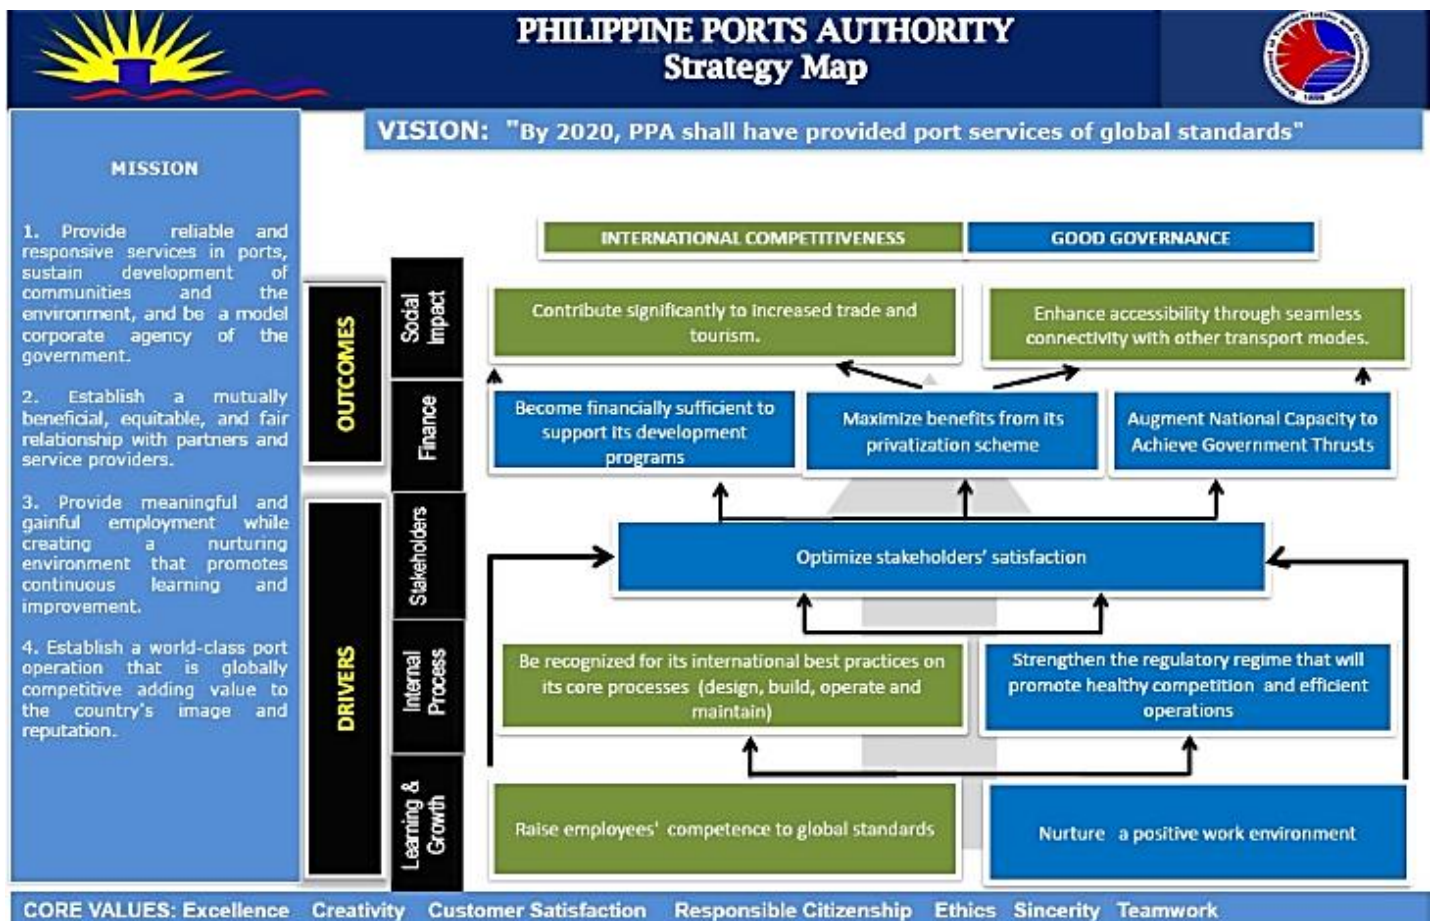 PHILIPPINE PORTS AUTHORITY
Strategy Map
VISION: "By 2020, PPA shall have provided port services of global standards"
MISSION
1. Provide reliable and
responsive services in ports,
sustain development of
communities and the
environment, and be a model
corporate agency of the
government.
2. Establish a mutually
beneficial, equitable, and fair
relationship with partners and
service providers.
3. Provide meaningful and
gainful employment while
creating a nurturing
environment that promotes
continuous learning and
improvement.
4. Establish a world-class port
operation that is globally
competitive adding value to
the country's image and
reputation.
INTERNATIONAL COMPETITIVENESS
GOOD GOVERNANCE
OUTCOMES
Social
Impact
Contribute significantly to increased trade and
tourism.
Enhance accessibility through seamless
connectivity with other transport modes.
Finance
Become financially sufficient to
support its development
programs
Maximize benefits from its
privatization scheme
Augment National Capacity to
Achieve Government Thrusts
DRIVERS
Stakeholders
Optimize stakeholders' satisfaction
Internal
Process
Be recognized for its international best practices on
its core processes (design, build, operate and
maintain)
Strengthen the regulatory regime that will
promote healthy competition and efficient
operations
Learning &
Growth
Raise employees' competence to global standards
Nurture a positive work environment
CORE VALUES: Excellence Creativity Customer Satisfaction Responsible Citizenship Ethics Sincerity Teamwork